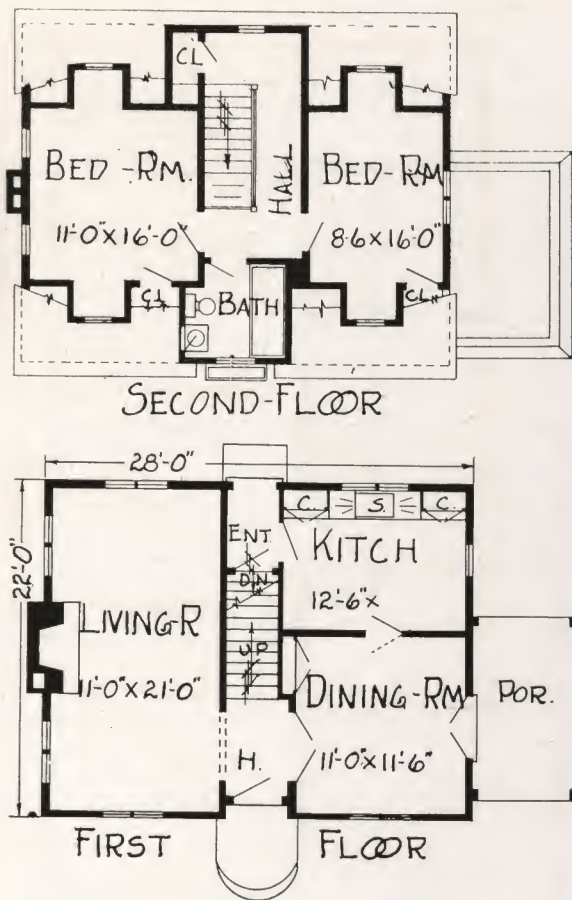 CL
BED-RM.
HALL
BED-RM
11'-0"X16'-0"
8-6X16'-0"
CL
BATH
CL
SECOND-FLOOR
28'-0"
22'-0"
C.
S.
C.
ENT.
KITCH
DN
12'-6"X
LIVING-R
UP
DINING-RM
POR.
11'-0"X21'-0"
H.
11'-0"X11'-6"
FIRST FLOOR